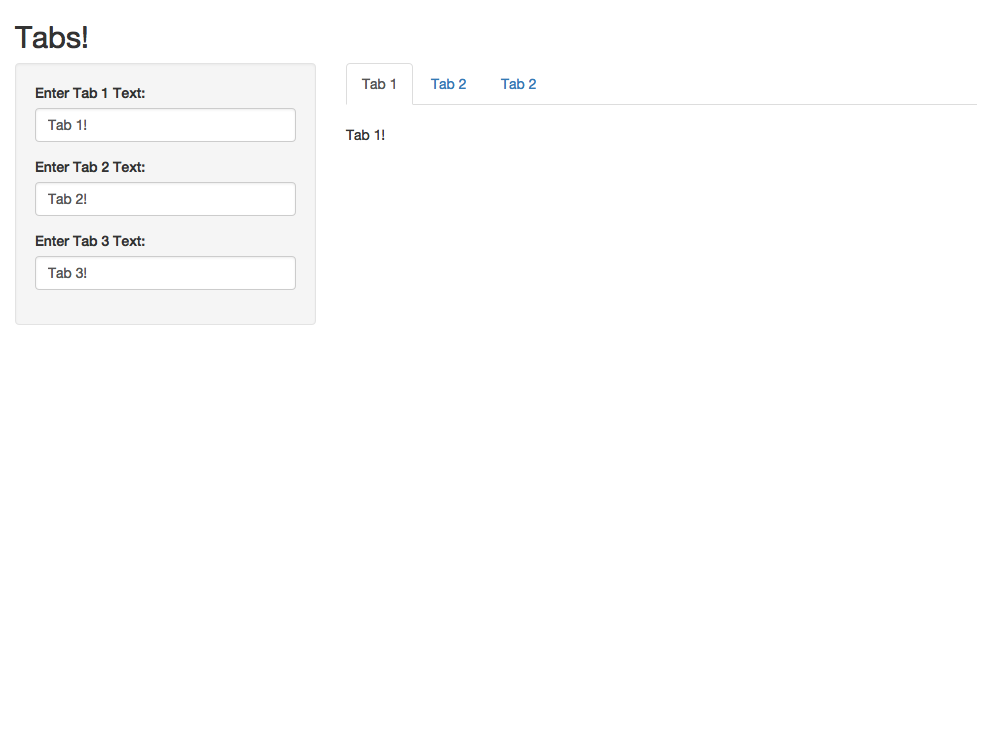 Tabs!
Enter Tab 1 Text:
Tab 1!
Enter Tab 2 Text:
Tab 2!
Enter Tab 3 Text:
Tab 3!
Tab 1 Tab 2 Tab 2
Tab 1!